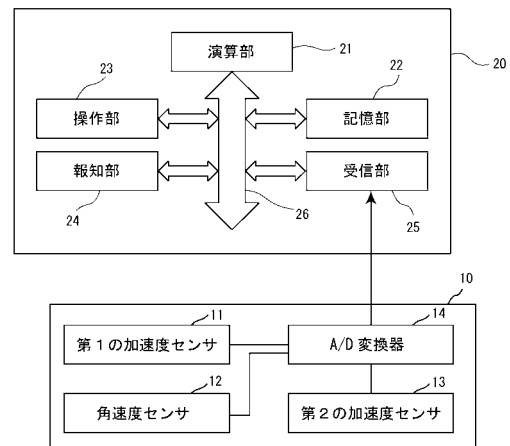 演算部
21
20
23
22
操作部
記憶部
報知部
受信部
24
26
25
10
11
14
第1の加速度センサ
A/D変換器
12
13
角速度センサ
第2の加速度センサ